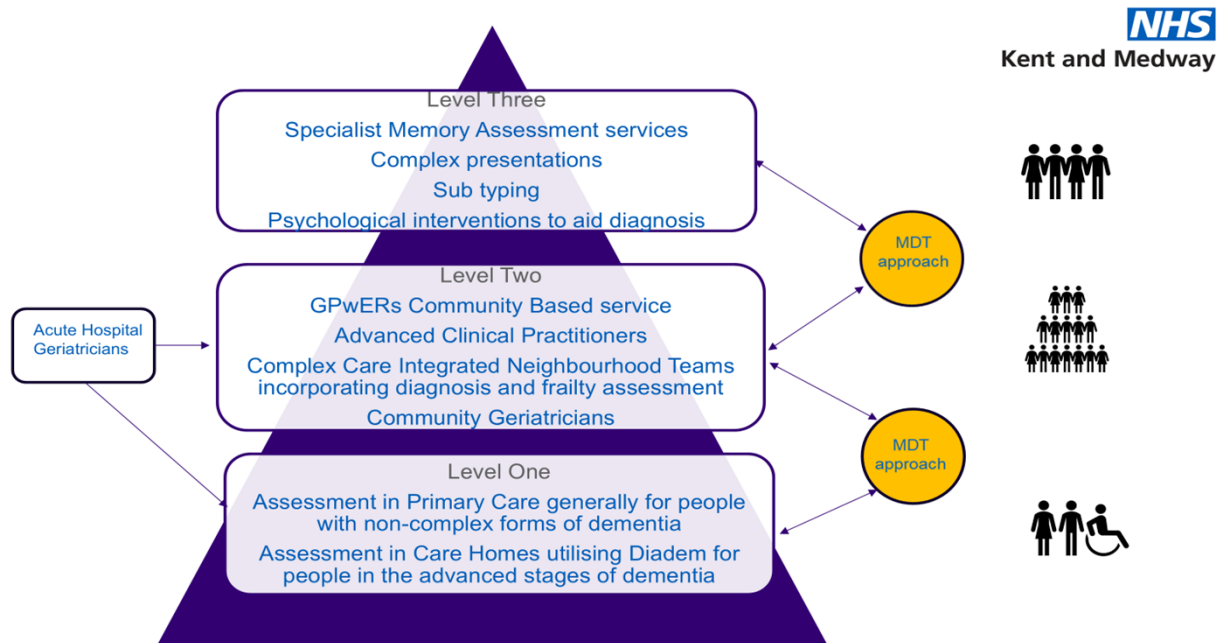 NHS
Kent and Medway
Level Three
Specialist Memory Assessment services
Complex presentations
Sub typing
Psychological interventions to aid diagnosis
MDT
approach
Level Two
GPwERs Community Based service
Advanced Clinical Practitioners
Complex Care Integrated Neighbourhood Teams
incorporating diagnosis and frailty assessment
Community Geriatricians
Acute Hospital
Geriatricians
MDT
approach
Level One
Assessment in Primary Care generally for people
with non-complex forms of dementia
Assessment in Care Homes utilising Diadem for
people in the advanced stages of dementia